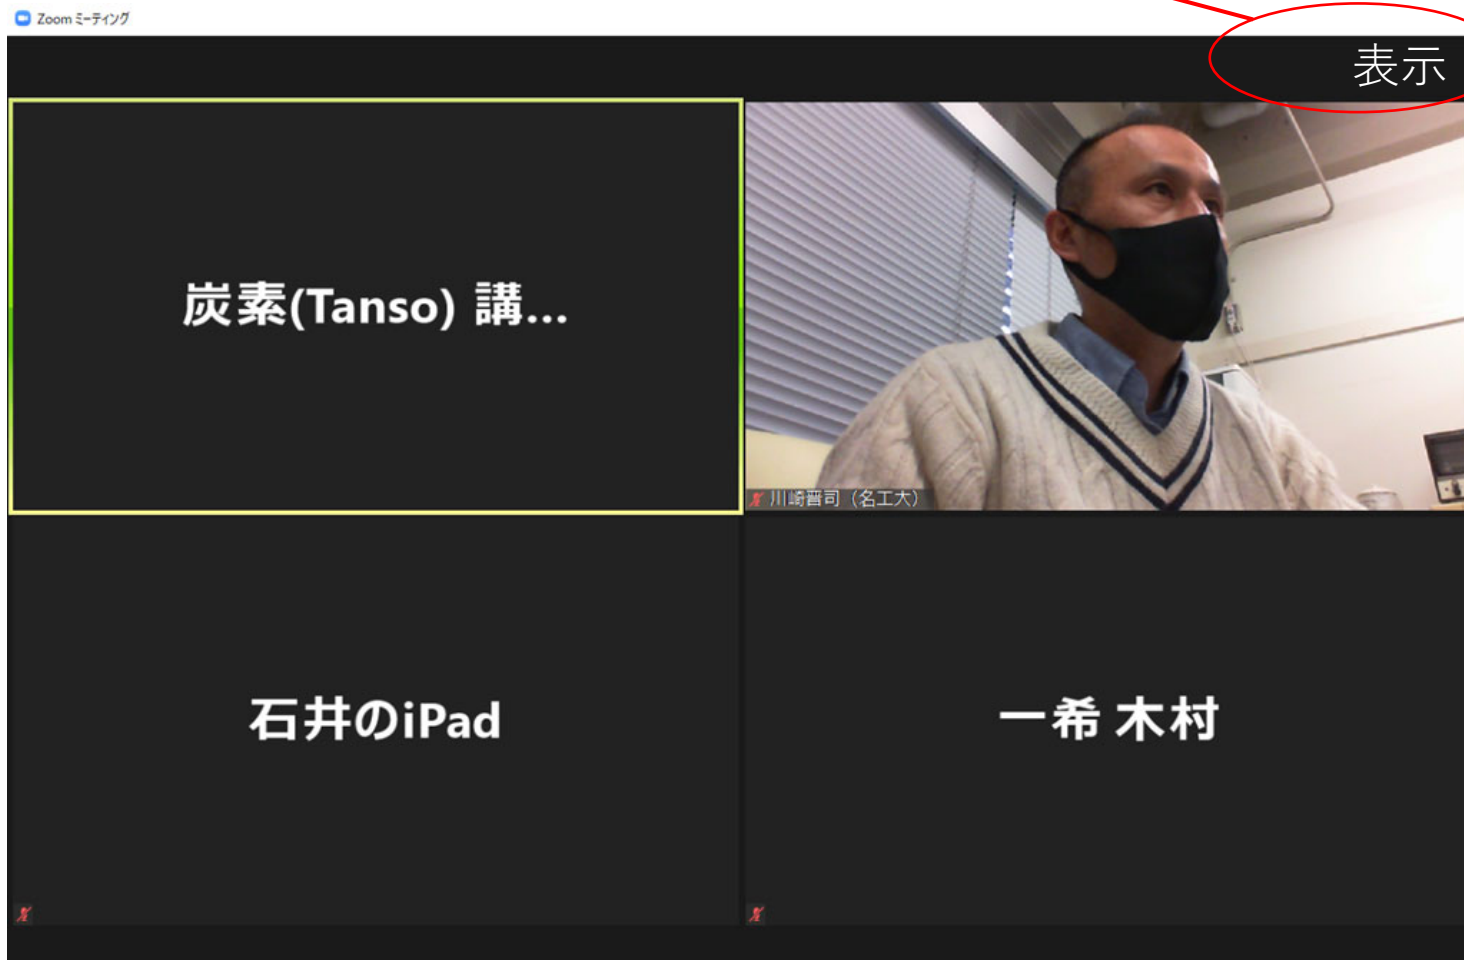 Zoom ミーティング
表示
炭素(Tanso) 講...
川崎晋司（名工大）
石井のiPad
一希 木村